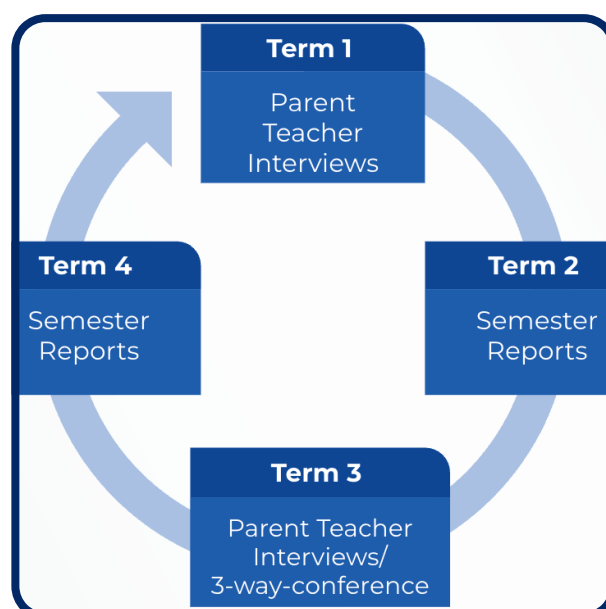 Term 1
Parent
Teacher
Interviews
Term 2
Semester
Reports
Term 3
Parent Teacher
Interviews/
3-way-conference
Term 4
Semester
Reports